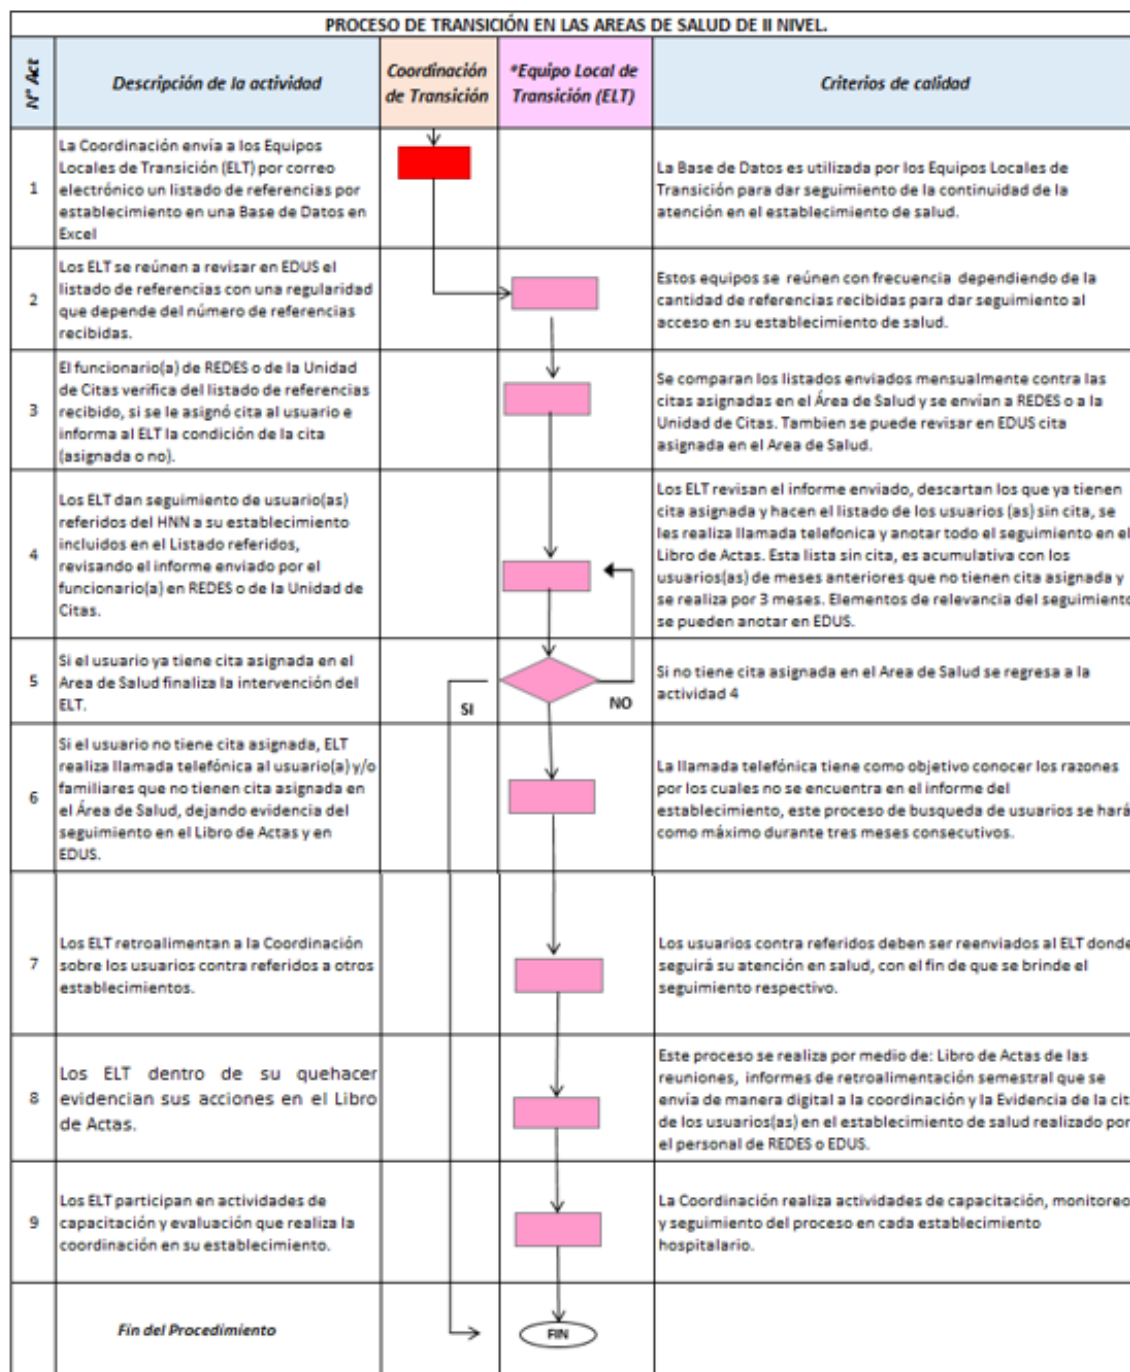 PROCESO DE TRANSICIÓN EN LAS AREAS DE SALUD DE II NIVEL.
N° Act
Descripción de la actividad
Coordinación
de Transición
*Equipo Local de
Transición (ELT)
Criterios de calidad
1
La Coordinación envía a los Equipos
Locales de Transición (ELT) por correo
electrónico un listado de referencias por
establecimiento en una Base de Datos en
Excel
La Base de Datos es utilizada por los Equipos Locales de
Transición para dar seguimiento de la continuidad de la
atención en el establecimiento de salud.
2
Los ELT se reúnen a revisar en EDUS el
listado de referencias con una regularidad
que depende del número de referencias
recibidas.
Estos equipos se reúnen con frecuencia dependiendo de la
cantidad de referencias recibidas para dar seguimiento al
acceso en su establecimiento de salud.
3
El funcionario(a) de REDES o de la Unidad
de Citas verifica del listado de referencias
recibido, si se le asignó cita al usuario e
informa al ELT la condición de la cita
(asignada o no).
Se comparan los listados enviados mensualmente contra las
citas asignadas en el Área de Salud y se envían a REDES o a la
Unidad de Citas. Tambien se puede revisar en EDUS cita
asignada en el Area de Salud.
4
Los ELT dan seguimiento de usuario(as)
referidos del HNN a su establecimiento
incluidos en el Listado referidos,
revisando el informe enviado por el
funcionario(a) en REDES o de la Unidad de
Citas.
Los ELT revisan el informe enviado, descartan los que ya tienen
cita asignada y hacen el listado de los usuarios (as) sin cita, se
les realiza llamada telefonica y anotar todo el seguimiento en el
Libro de Actas. Esta lista sin cita, es acumulativa con los
usuarios(as) de meses anteriores que no tienen cita asignada y
se realiza por 3 meses. Elementos de relevancia del seguimiento
se pueden anotar en EDUS.
5
Si el usuario ya tiene cita asignada en el
Area de Salud finaliza la intervención del
ELT.
SI
NO
Si no tiene cita asignada en el Area de Salud se regresa a la
actividad 4
6
Si el usuario no tiene cita asignada, ELT
realiza llamada telefónica al usuario(a) y/o
familiares que no tienen cita asignada en
el Área de Salud, dejando evidencia del
seguimiento en el Libro de Actas y en
EDUS.
La llamada telefónica tiene como objetivo conocer los razones
por los cuales no se encuentra en el informe del
establecimiento, este proceso de busqueda de usuarios se hará
como máximo durante tres meses consecutivos.
7
Los ELT retroalimentan a la Coordinación
sobre los usuarios contra referidos a otros
establecimientos.
Los usuarios contra referidos deben ser reenviados al ELT donde
seguirá su atención en salud, con el fin de que se brinde el
seguimiento respectivo.
8
Los ELT dentro de su quehacer
evidencian sus acciones en el Libro
de Actas.
Este proceso se realiza por medio de: Libro de Actas de las
reuniones, informes de retroalimentación semestral que se
envía de manera digital a la coordinación y la Evidencia de la cit
de los usuarios(as) en el establecimiento de salud realizado por
el personal de REDES o EDUS.
9
Los ELT participan en actividades de
capacitación y evaluación que realiza la
coordinación en su establecimiento.
La Coordinación realiza actividades de capacitación, monitoreo
y seguimiento del proceso en cada establecimiento
hospitalario.
Fin del Procedimiento
FIN